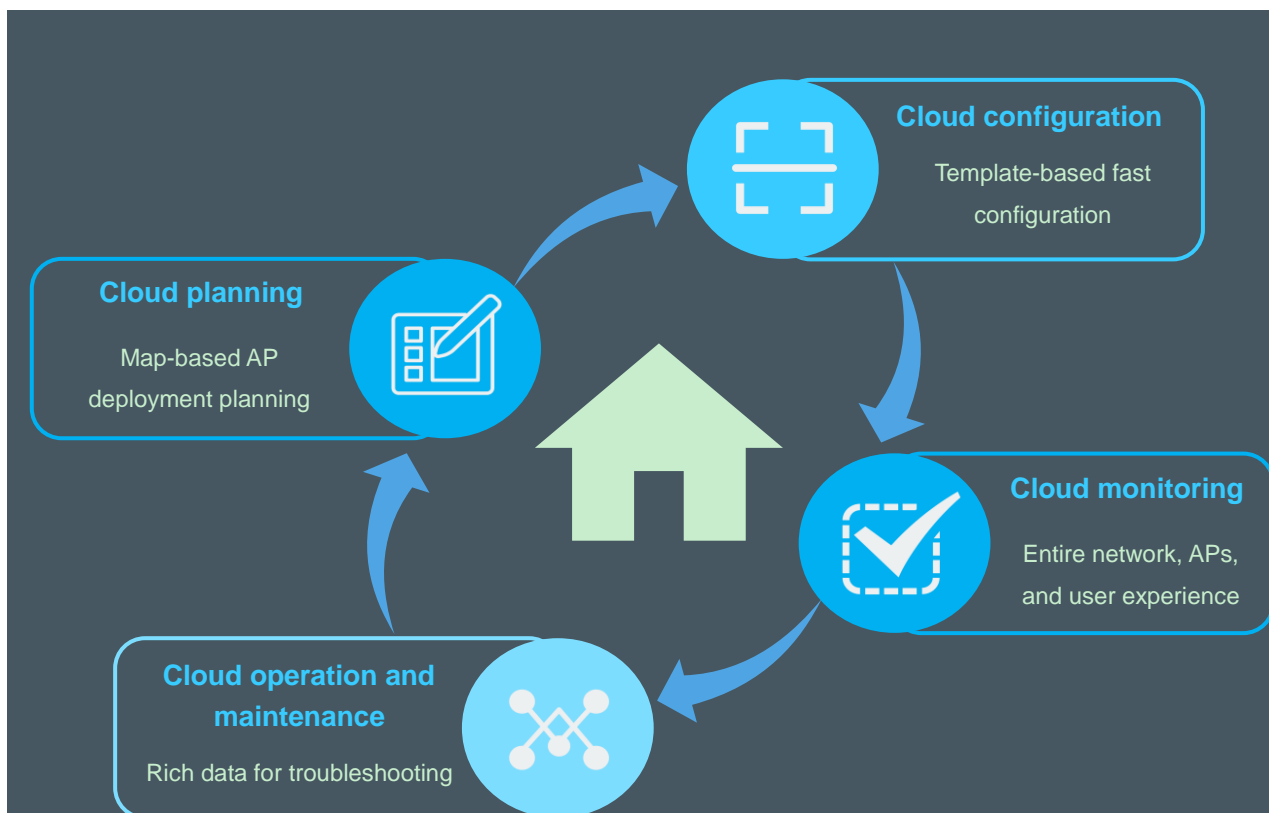 Cloud configuration
Template-based fast
configuration
Cloud planning
Map-based AP
deployment planning
Cloud monitoring
Entire network, APs,
and user experience
Cloud operation and
maintenance
Rich data for troubleshooting